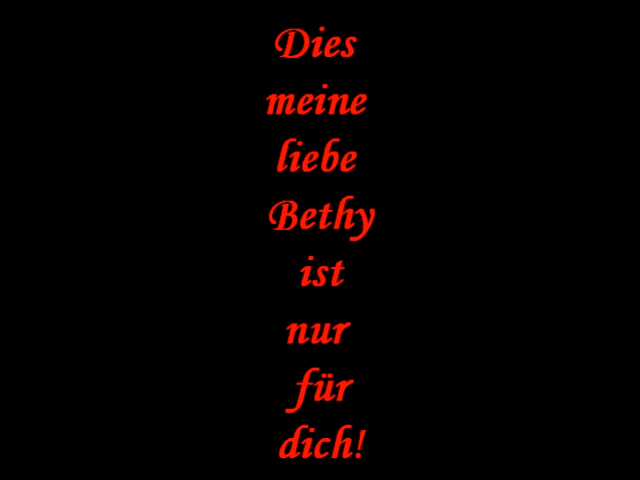 Dies
meine
liebe
Bethy
ist
nur
für
dich!